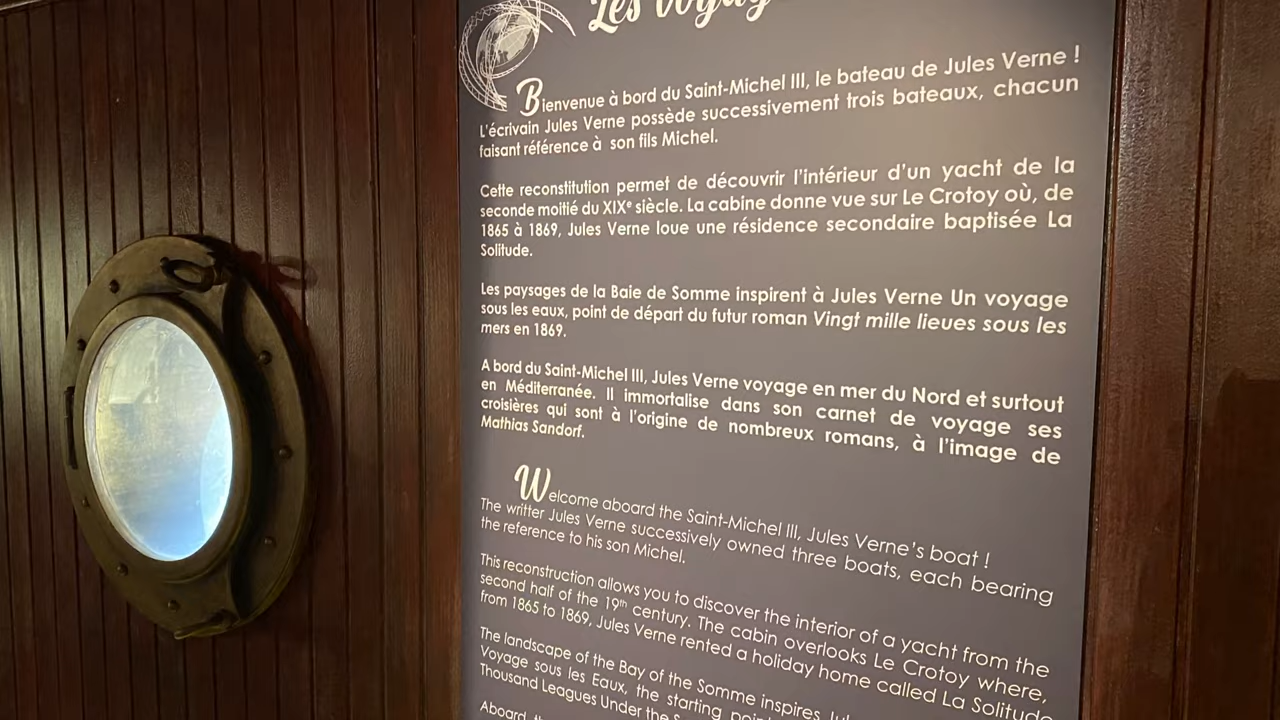 Les voyag
Bienvenue à bord du Saint-Michel III, le bateau de Jules Verne !
L'écrivain Jules Verne possède successivement trois bateaux, chacun
faisant référence à son fils Michel.
Cette reconstitution permet de découvrir l'intérieur d'un yacht de la
seconde moitié du XIXe siècle. La cabine donne vue sur Le Crotoy où, de
1865 à 1869, Jules Verne loue une résidence secondaire baptisée La
Solitude.
Les paysages de la Baie de Somme inspirent à Jules Verne Un voyage
sous les eaux, point de départ du futur roman Vingt mille lieues sous les
mers en 1869.
A bord du Saint-Michel III, Jules Verne voyage en mer du Nord et surtout
en Méditerranée. Il immortalise dans son carnet de voyage ses
croisières qui sont à l'origine de nombreux romans, à l'image de
Mathias Sandorf.
Welcome aboard the Saint-Michel III, Jules Verne's boat !
The writter Jules Verne successively owned three boats, each bearing
the reference to his son Michel.
This reconstruction allows you to discover the interior of a yacht from the
second half of the 19th century. The cabin overlooks Le Crotoy where,
from 1865 to 1869, Jules Verne rented a holiday home called La Solitude
The landscape of the Bay of the Somme inspires
Voyage sous les Eaux, the starting
Thousand Leagues Under the
Aboard